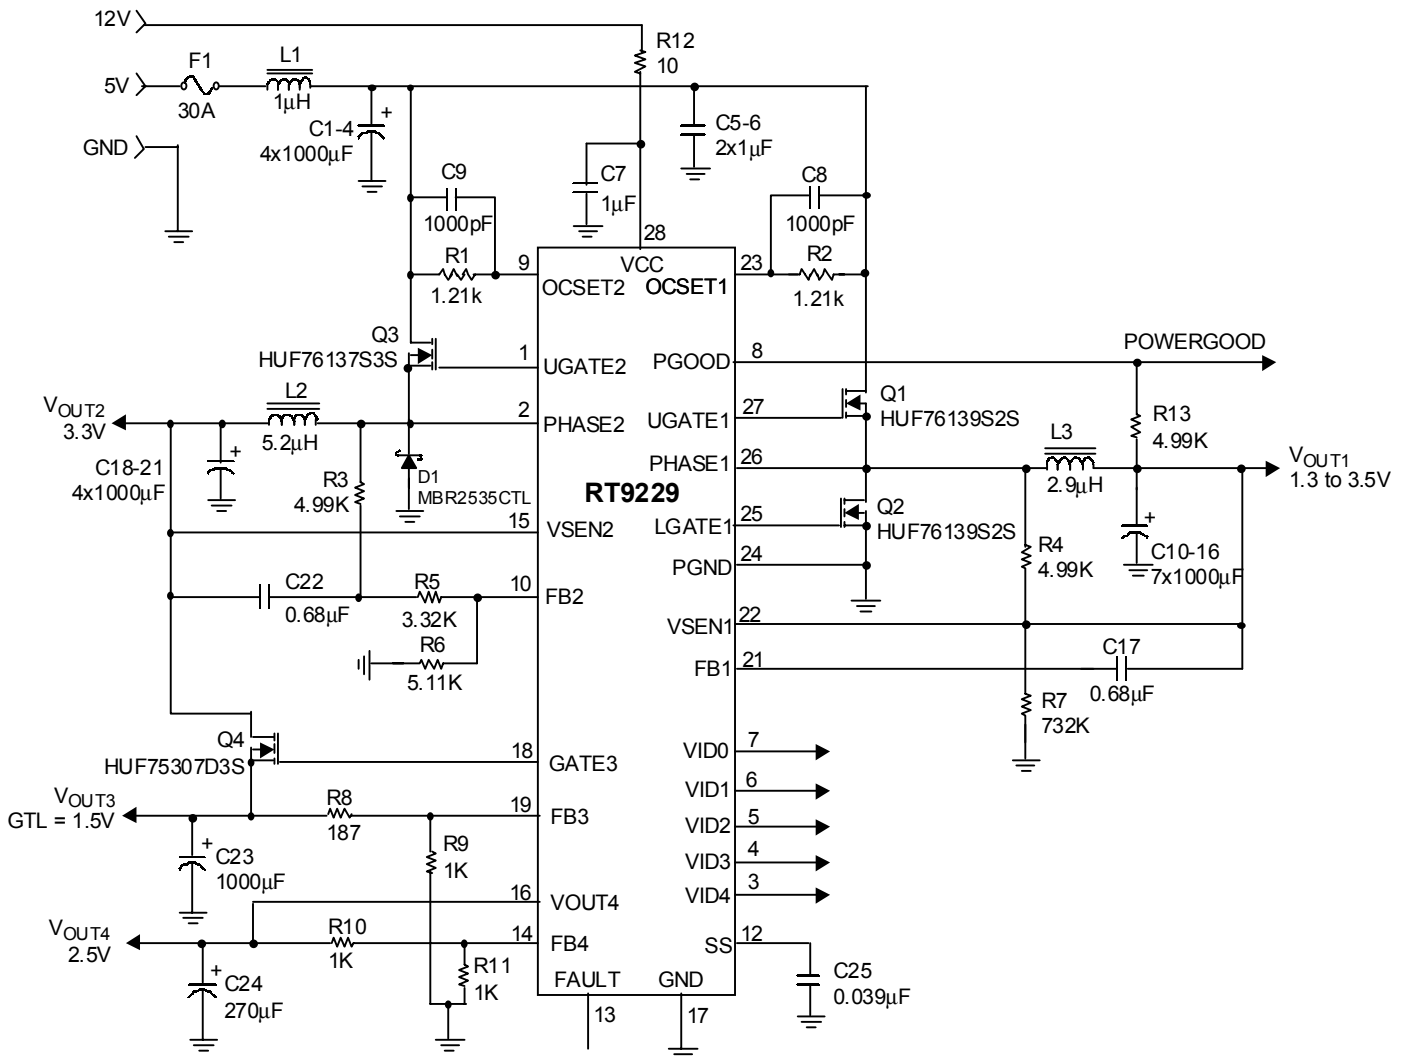 12V
R12
10
F1
L1
5V
30A
1µH
C1-4
4x1000µF
C5-6
2x1µF
GND
C9
1000pF
C7
1µF
C8
1000pF
28
VCC
R1
1.21k
9
OCSET2
OCSET1
23
R2
1.21k
Q3
HUF76137S3S
1
UGATE2
PGOOD
8
POWERGOOD
Q1
HUF76139S2S
UGATE1
27
R13
4.99K
VOUT2
3.3V
L2
5.2µH
2
PHASE2
PHASE1
26
L3
2.9µH
VOUT1
1.3 to 3.5V
C18-21
4x1000µF
R3
4.99K
D1
MBR2535CTL
RT9229
15
VSEN2
LGATE1
25
Q2
HUF76139S2S
PGND
24
R4
4.99K
C10-16
7x1000µF
C22
0.68µF
R5
3.32K
10
FB2
R6
5.11K
VSEN1
22
FB1
21
C17
0.68µF
R7
732K
Q4
HUF75307D3S
18
GATE3
VID0
7
VID1
6
VID2
5
VID3
4
VID4
3
VOUT3
GTL = 1.5V
R8
187
19
FB3
R9
1K
C23
1000µF
16
VOUT4
VOUT4
2.5V
R10
1K
14
FB4
R11
1K
C24
270µF
SS
12
C25
0.039µF
FAULT
GND
13
17